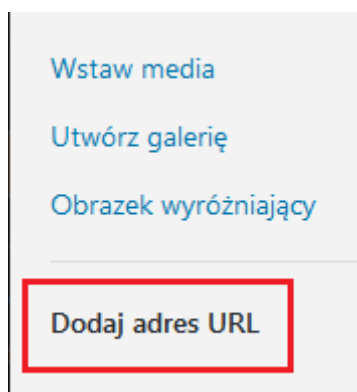 Wstaw media
Utwórz galerię
Obrazek wyróżniający
Dodaj adres URL